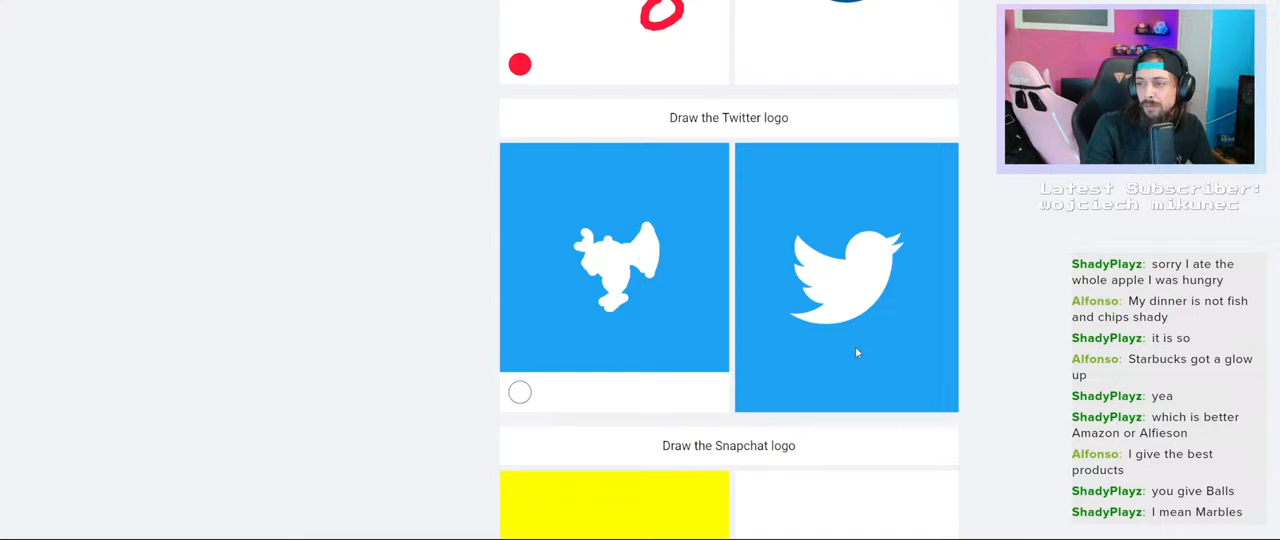 Draw the Twitter logo
Draw the Snapchat logo
Latest Subscriber:
wojciech mikunec
ShadyPlayz: sorry I ate the
whole apple I was hungry
Alfonso: My dinner is not fish
and chips shady
ShadyPlayz: it is so
Alfonso: Starbucks got a glow
up
ShadyPlayz: yea
ShadyPlayz: which is better
Amazon or Alfieson
Alfonso: I give the best
products
ShadyPlayz: you give Balls
ShadyPlayz: I mean Marbles